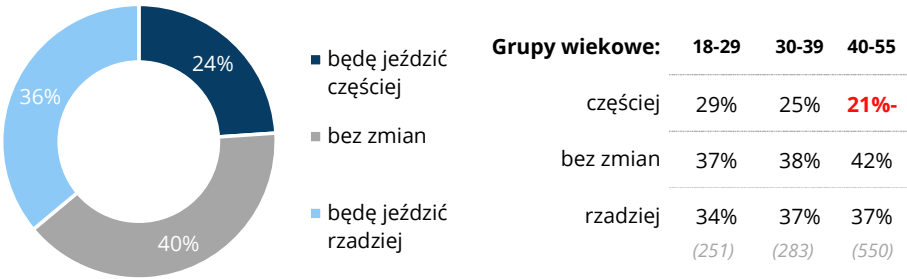 24%
36%
40%
będę jeździć
częściej
bez zmian
będę jeździć
rzadziej
Grupy wiekowe: 18-29 30-39 40-55
częściej 29% 25% 21%-
bez zmian 37% 38% 42%
rzadziej 34% 37% 37%
(251) (283) (550)